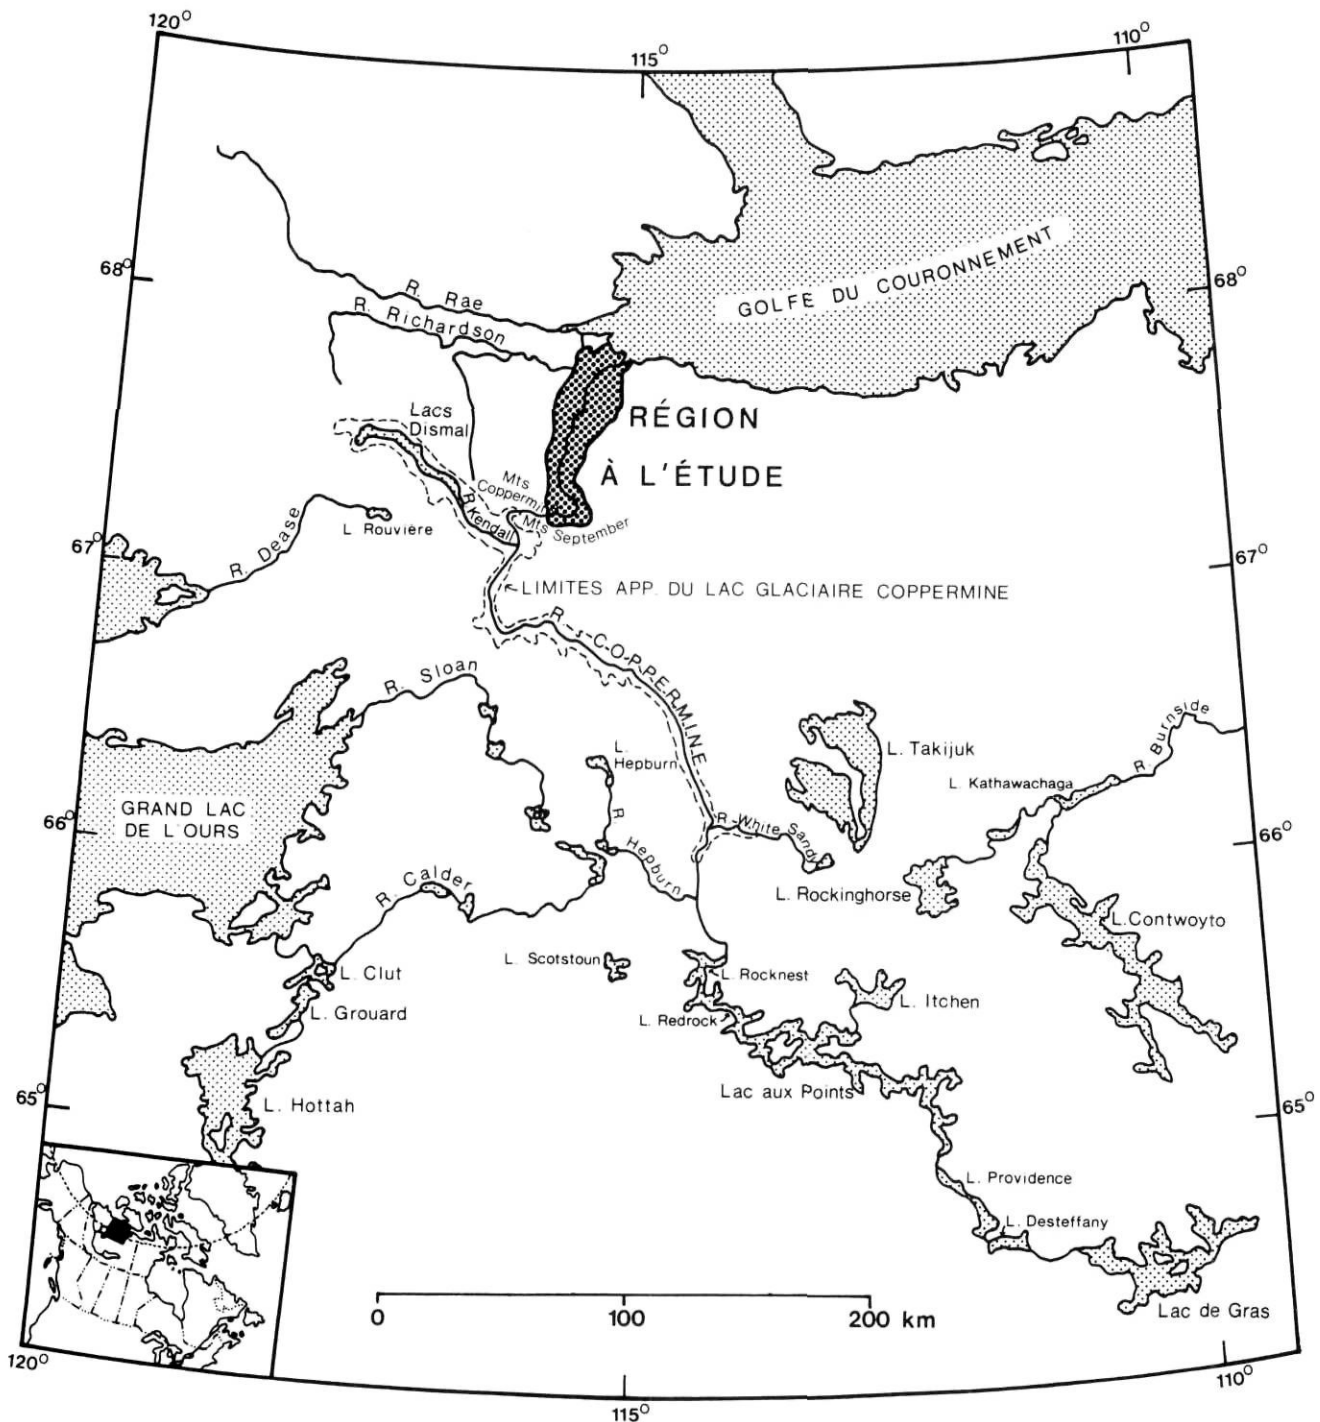 120°
115°
110°
68°
68°
GOLFE DU COURONNEMENT
R. Rae
R. Richardson
Lacs
Dismal
RÉGION
À L'ÉTUDE
Mts
Coppermine
Mts
September
R. Kendall
L. Rouvière
R. Dease
67°
67°
LIMITES APP. DU LAC GLACIAIRE COPPERMINE
R. COPPERMINE
R. Sloan
L.
Hepburn
L. Takijuk
R. Burnside
L. Kathawachaga
GRAND LAC
DE L'OURS
66°
66°
R. White Sandy
R. Hepburn
R. Calder
L. Rockinghorse
L. Contwoyto
L. Scotstoun
L. Rocknest
L. Clut
L. Itchen
L. Grouard
L. Redrock
Lac aux Points
65°
65°
L. Hottah
L. Providence
L. Desteffany
Lac de Gras
0 100 200 km
120°
115°
110°